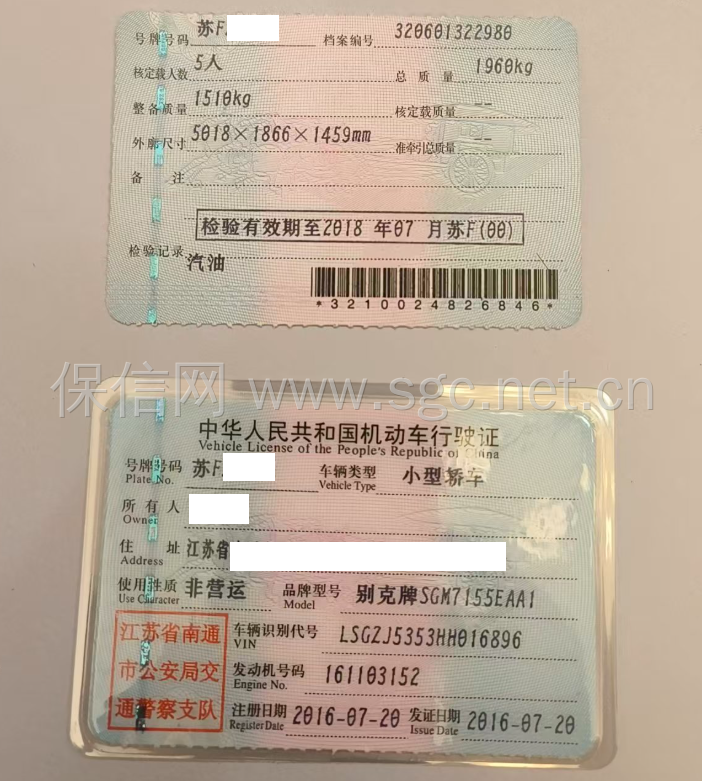 号牌号码 苏F 档案编号 320601322980
核定载人数 5人 总质量 1960kg
整备质量 1510kg 核定载质量 --
外廓尺寸 5018×1866×1459mm 准牵引总质量 --
备注
检验有效期至2018 年07 月苏F(00)
检验记录 汽油
*3210024826846*
保信网 www.sgc.net.cn
中华人民共和国机动车行驶证
Vehicle License of the People's Republic of China
号牌号码 苏F 车辆类型 小型轿车
Plate No. Vehicle Type
所有人
Owner
住址 江苏省
Address
使用性质 非营运 品牌型号 别克牌SGM7155EAA1
Use Character Model
江苏省南通 车辆识别代号 LSGZJ5353HH016896
VIN
市公安局交 发动机号码 161103152
Engine No.
通警察支队 注册日期 2016-07-20 发证日期 2016-07-20
Register Date Issue Date